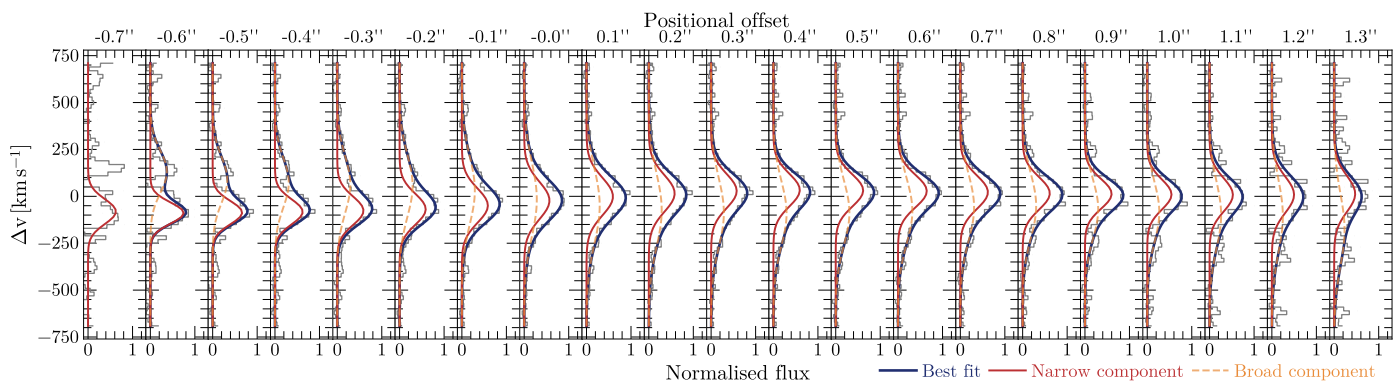 Positional offset
-0.7'' -0.6'' -0.5'' -0.4'' -0.3'' -0.2'' -0.1'' -0.0'' 0.1'' 0.2'' 0.3'' 0.4'' 0.5'' 0.6'' 0.7'' 0.8'' 0.9'' 1.0'' 1.1'' 1.2'' 1.3''
750
500
250
0
−250
−500
−750
Δv [km s⁻¹]
0 1 0 1 0 1 0 1 0 1 0 1 0 1 0 1 0 1 0 1 0 1 0 1 0 1 0 1 0 1 0 1 0 1 0 1 0 1 0 1 0 1
Normalised flux
Best fit Narrow component Broad component